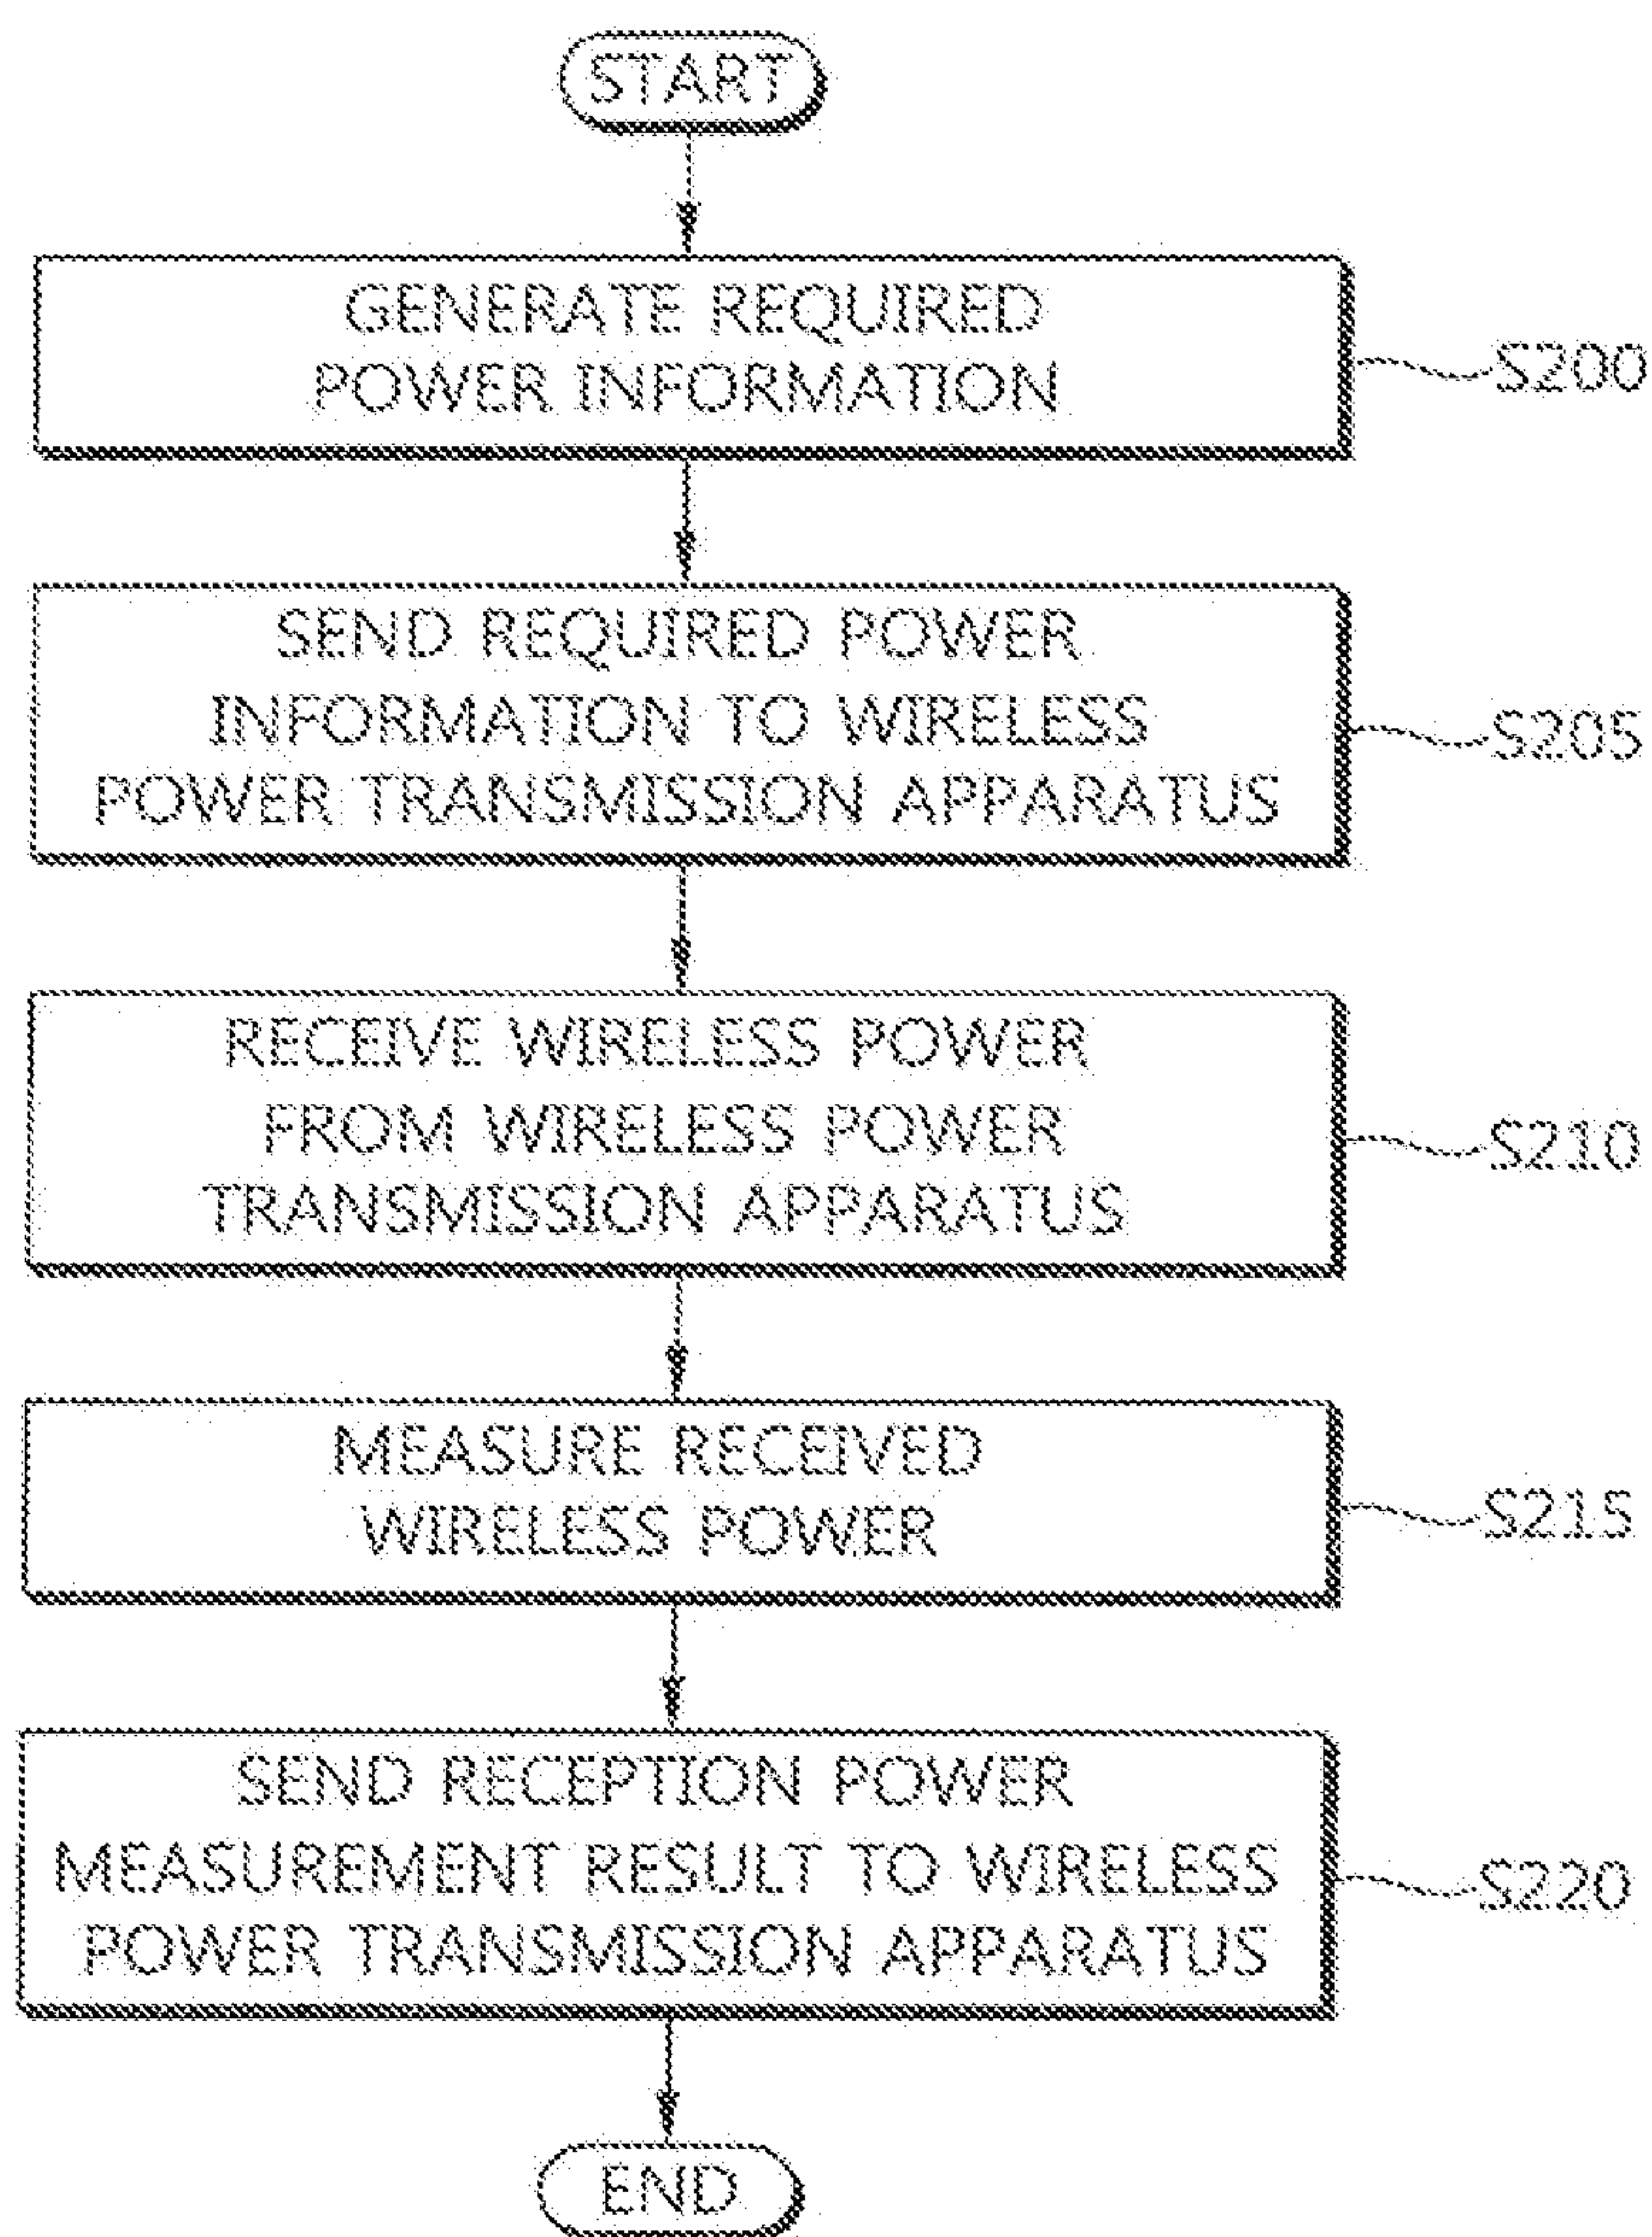 START
GENERATE REQUIRED
POWER INFORMATION
S200
SEND REQUIRED POWER
INFORMATION TO WIRELESS
POWER TRANSMISSION APPARATUS
S205
RECEIVE WIRELESS POWER
FROM WIRELESS POWER
TRANSMISSION APPARATUS
S210
MEASURE RECEIVED
WIRELESS POWER
S215
SEND RECEPTION POWER
MEASUREMENT RESULT TO WIRELESS
POWER TRANSMISSION APPARATUS
S220
END